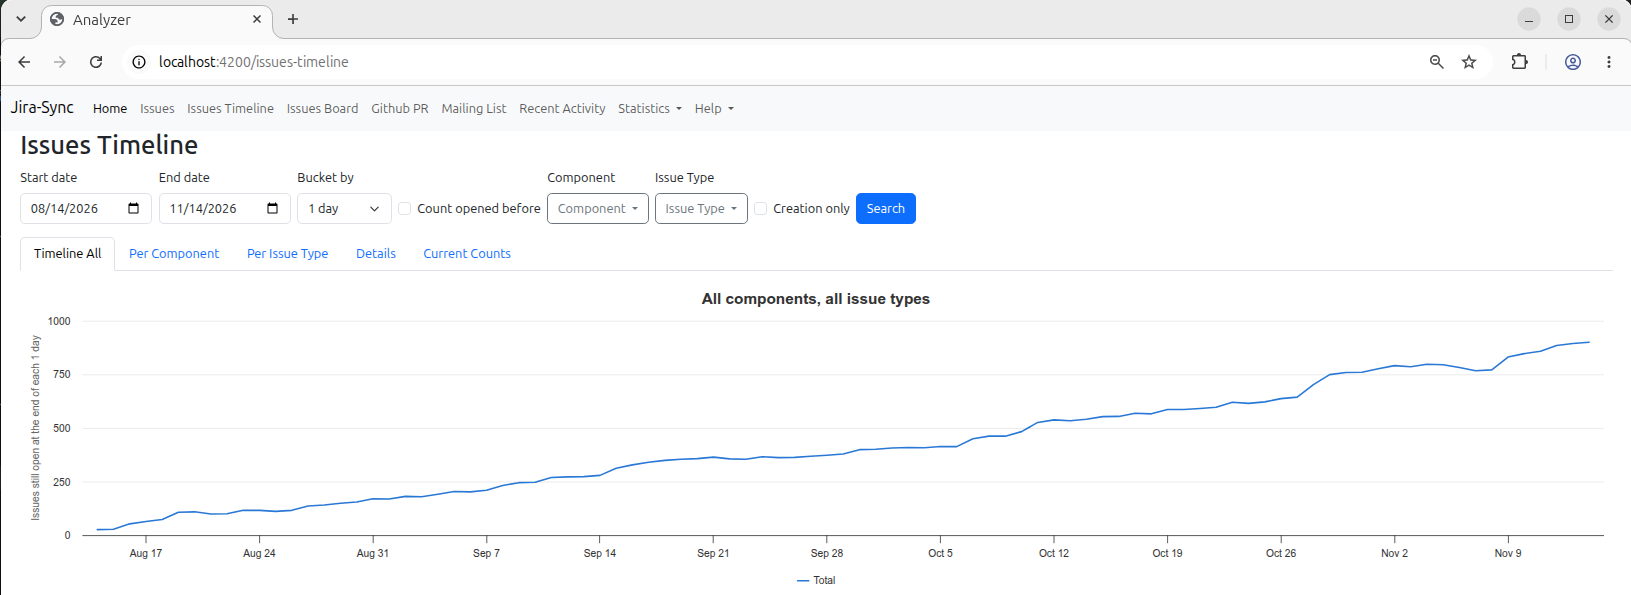 Analyzer
localhost:4200/issues-timeline
Jira-Sync Home Issues Issues Timeline Issues Board Github PR Mailing List Recent Activity Statistics Help
Issues Timeline
Start date End date Bucket by Component Issue Type
08/14/2026 11/14/2026 1 day Count opened before Component Issue Type Creation only Search
Timeline All Per Component Per Issue Type Details Current Counts
All components, all issue types
Issues still open at the end of each 1 day
1000
750
500
250
0
Aug 17 Aug 24 Aug 31 Sep 7 Sep 14 Sep 21 Sep 28 Oct 5 Oct 12 Oct 19 Oct 26 Nov 2 Nov 9
Total